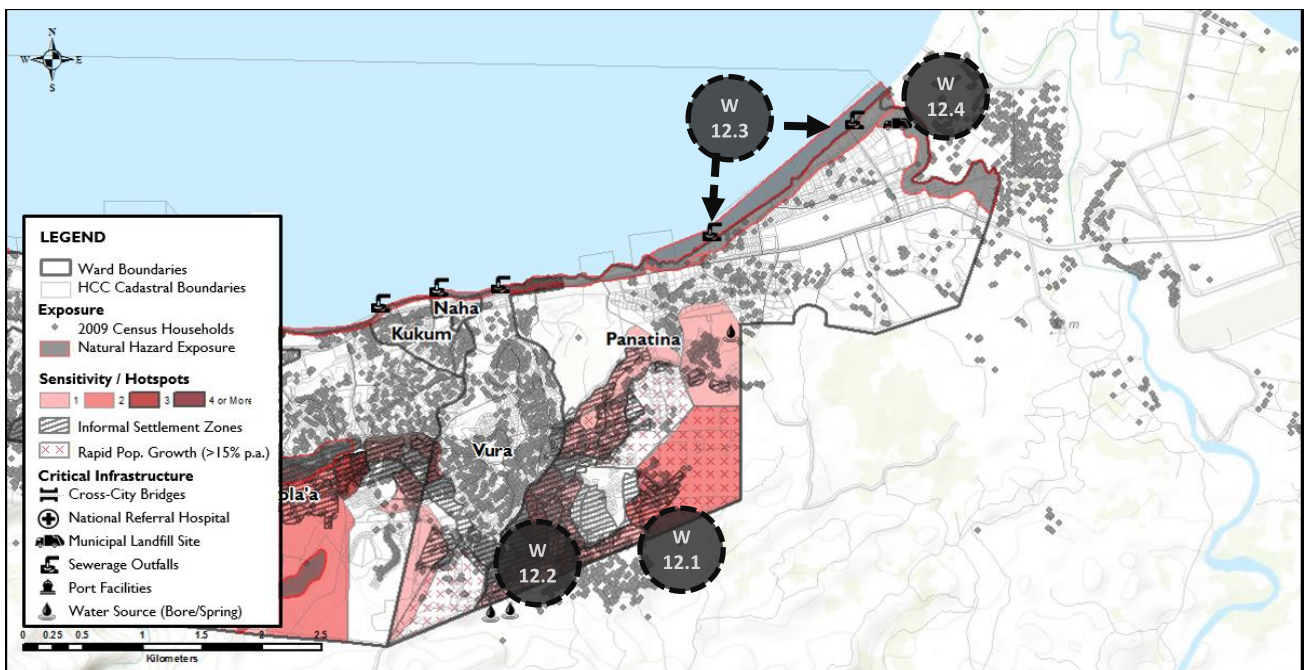 N
W E
S
W
12.4
W
12.3
Naha
Kukum
Panatina
Vura
ola'a
W
12.2
W
12.1
LEGEND
Ward Boundaries
HCC Cadastral Boundaries
Exposure
2009 Census Households
Natural Hazard Exposure
Sensitivity / Hotspots
1 2 3 4 or More
Informal Settlement Zones
Rapid Pop. Growth (>15% p.a.)
Critical Infrastructure
Cross-City Bridges
National Referral Hospital
Municipal Landfill Site
Sewerage Outfalls
Port Facilities
Water Source (Bore/Spring)
0 0.25 0.5 1 1.5 2 2.5
Kilometers